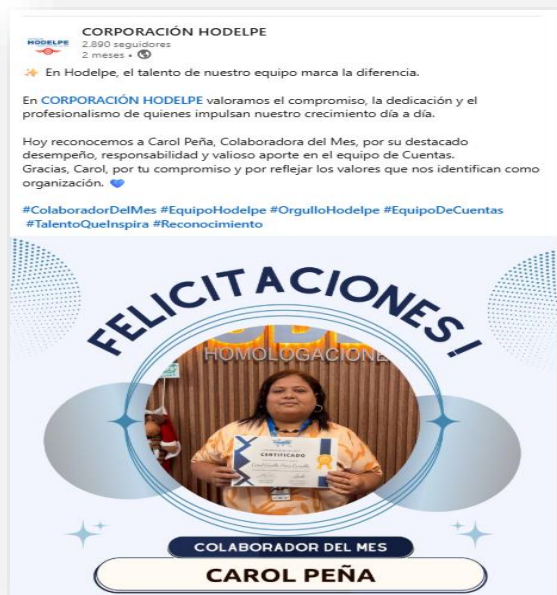 HODELPE
CORPORACIÓN HODELPE
2.890 seguidores
2 meses •
En Hodelpe, el talento de nuestro equipo marca la diferencia.
En CORPORACIÓN HODELPE valoramos el compromiso, la dedicación y el
profesionalismo de quienes impulsan nuestro crecimiento día a día.
Hoy reconocemos a Carol Peña, Colaboradora del Mes, por su destacado
desempeño, responsabilidad y valioso aporte en el equipo de Cuentas.
Gracias, Carol, por tu compromiso y por reflejar los valores que nos identifican como
organización. 💙
#ColaboradorDelMes #EquipoHodelpe #OrgulloHodelpe #EquipoDeCuentas
#TalentoQueInspira #Reconocimiento
FELICITACIONES!
HOMOLOGACIONE
CERTIFICADO
COLABORADOR DEL MES
CAROL PEÑA